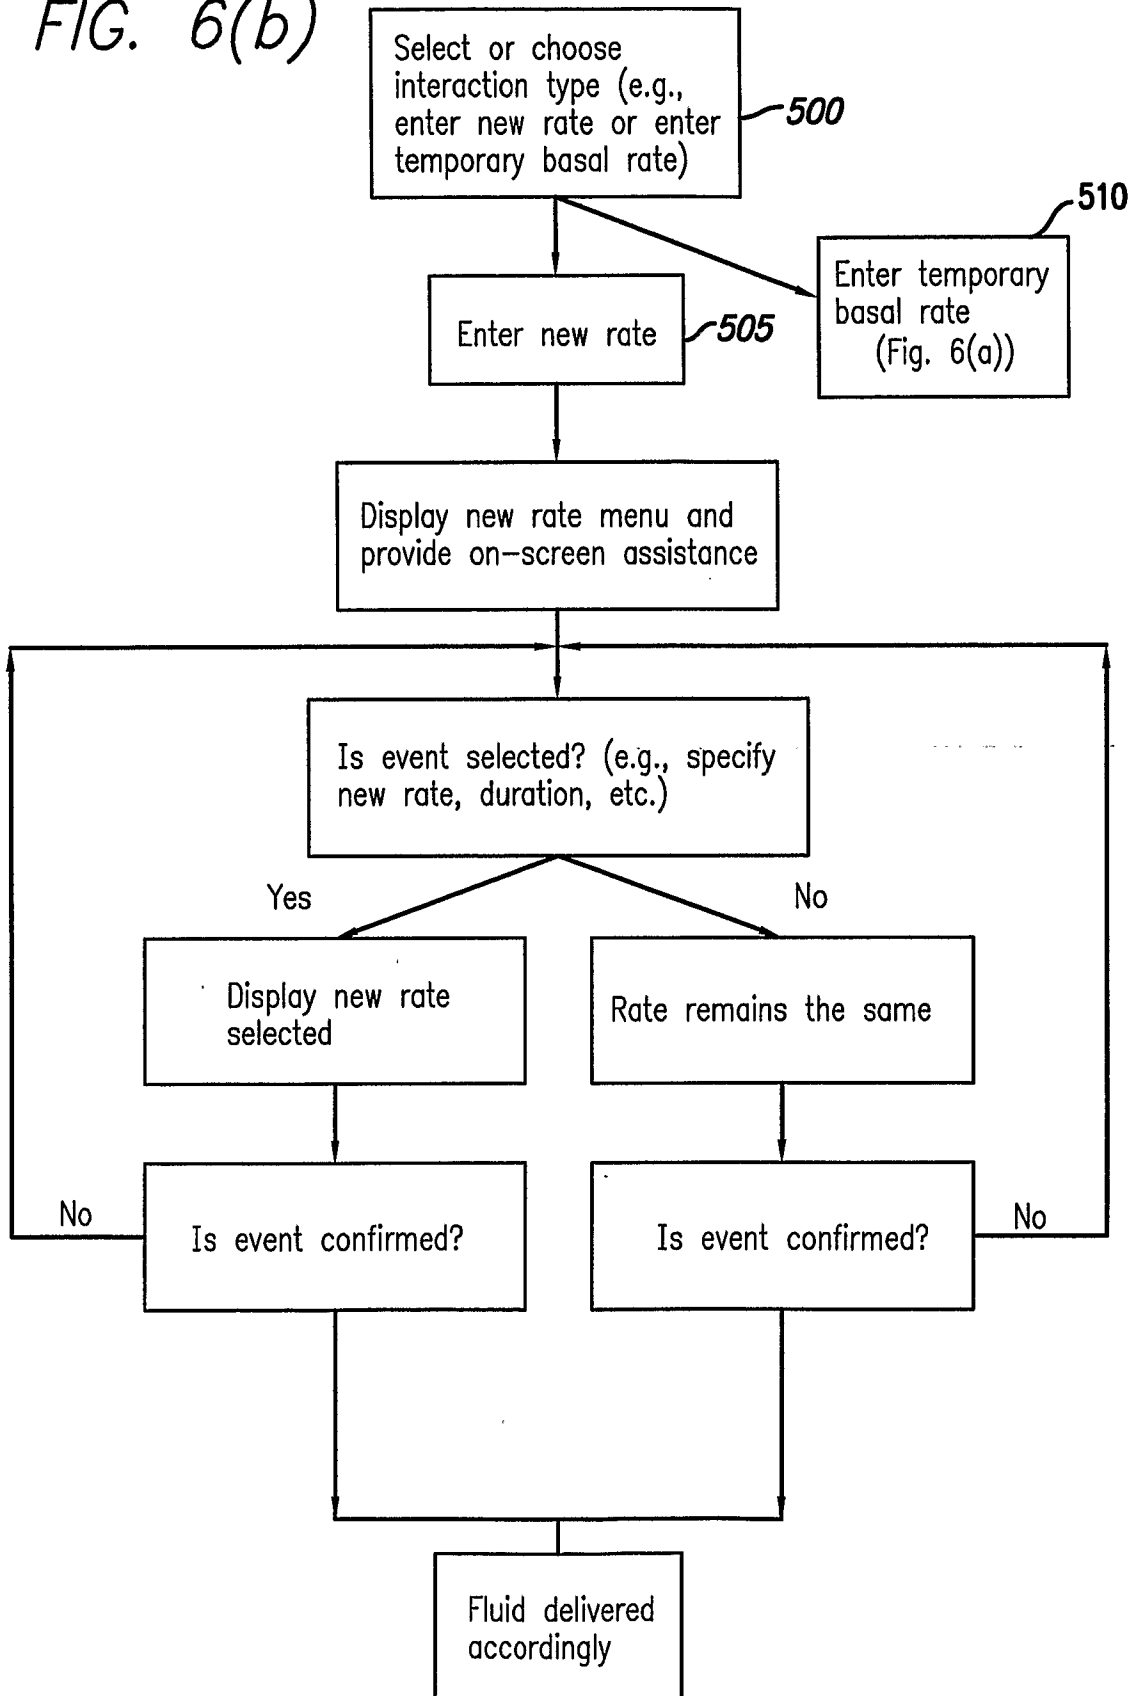 FIG. 6(b)
Select or choose
interaction type (e.g.,
enter new rate or enter
temporary basal rate)
500
510
Enter temporary
basal rate
(Fig. 6(a))
Enter new rate
505
Display new rate menu and
provide on-screen assistance
Is event selected? (e.g., specify
new rate, duration, etc.)
Yes
No
Display new rate
selected
Rate remains the same
No
Is event confirmed?
Is event confirmed?
No
Fluid delivered
accordingly